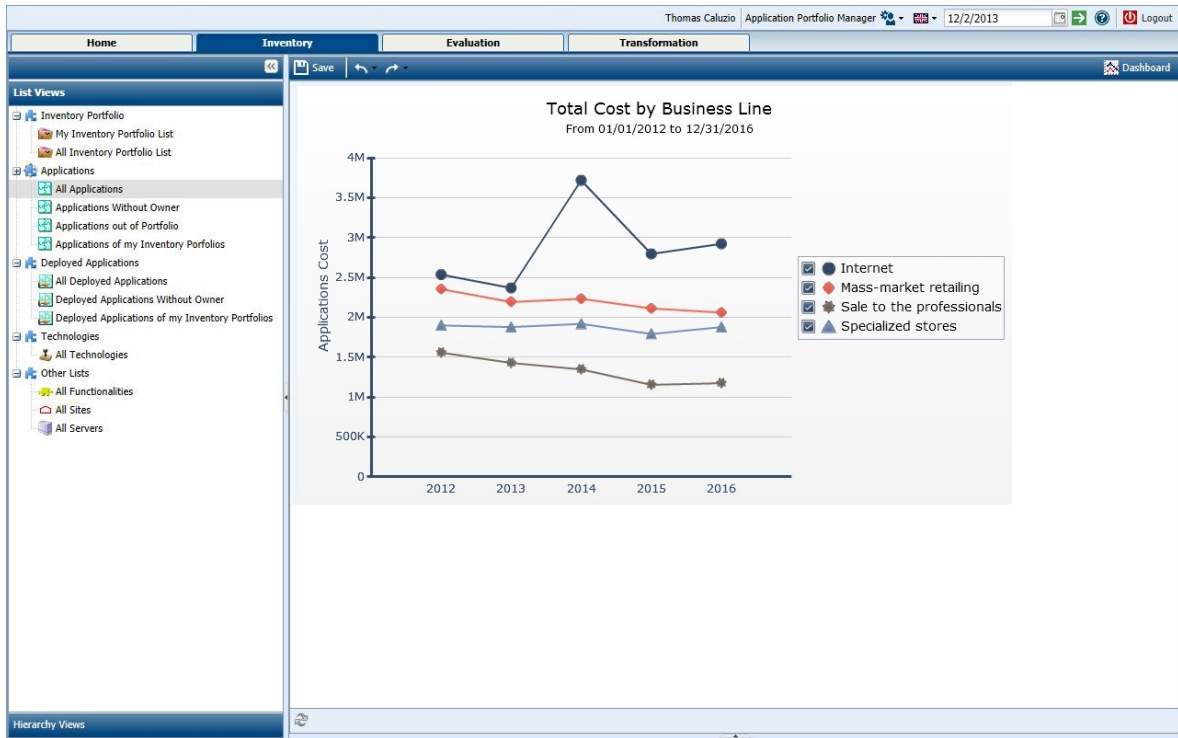 Thomas Caluzio Application Portfolio Manager 12/2/2013 Logout
Home Inventory Evaluation Transformation
Save Dashboard
List Views
Inventory Portfolio
My Inventory Portfolio List
All Inventory Portfolio List
Applications
All Applications
Applications Without Owner
Applications out of Portfolio
Applications of my Inventory Porfolios
Deployed Applications
All Deployed Applications
Deployed Applications Without Owner
Deployed Applications of my Inventory Portfolios
Technologies
All Technologies
Other Lists
All Functionalities
All Sites
All Servers
Hierarchy Views
Total Cost by Business Line
From 01/01/2012 to 12/31/2016
Applications Cost
4M
3.5M
3M
2.5M
2M
1.5M
1M
500K
0
2012 2013 2014 2015 2016
Internet
Mass-market retailing
Sale to the professionals
Specialized stores